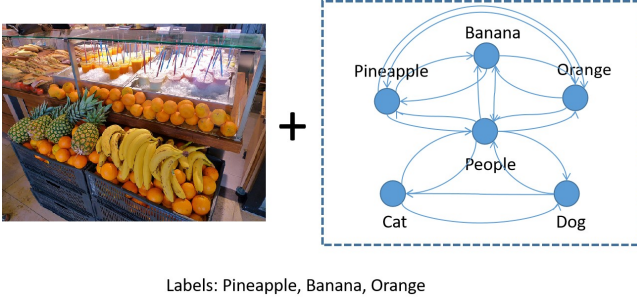 Banana
Pineapple
Orange
People
Cat
Dog
Labels: Pineapple, Banana, Orange